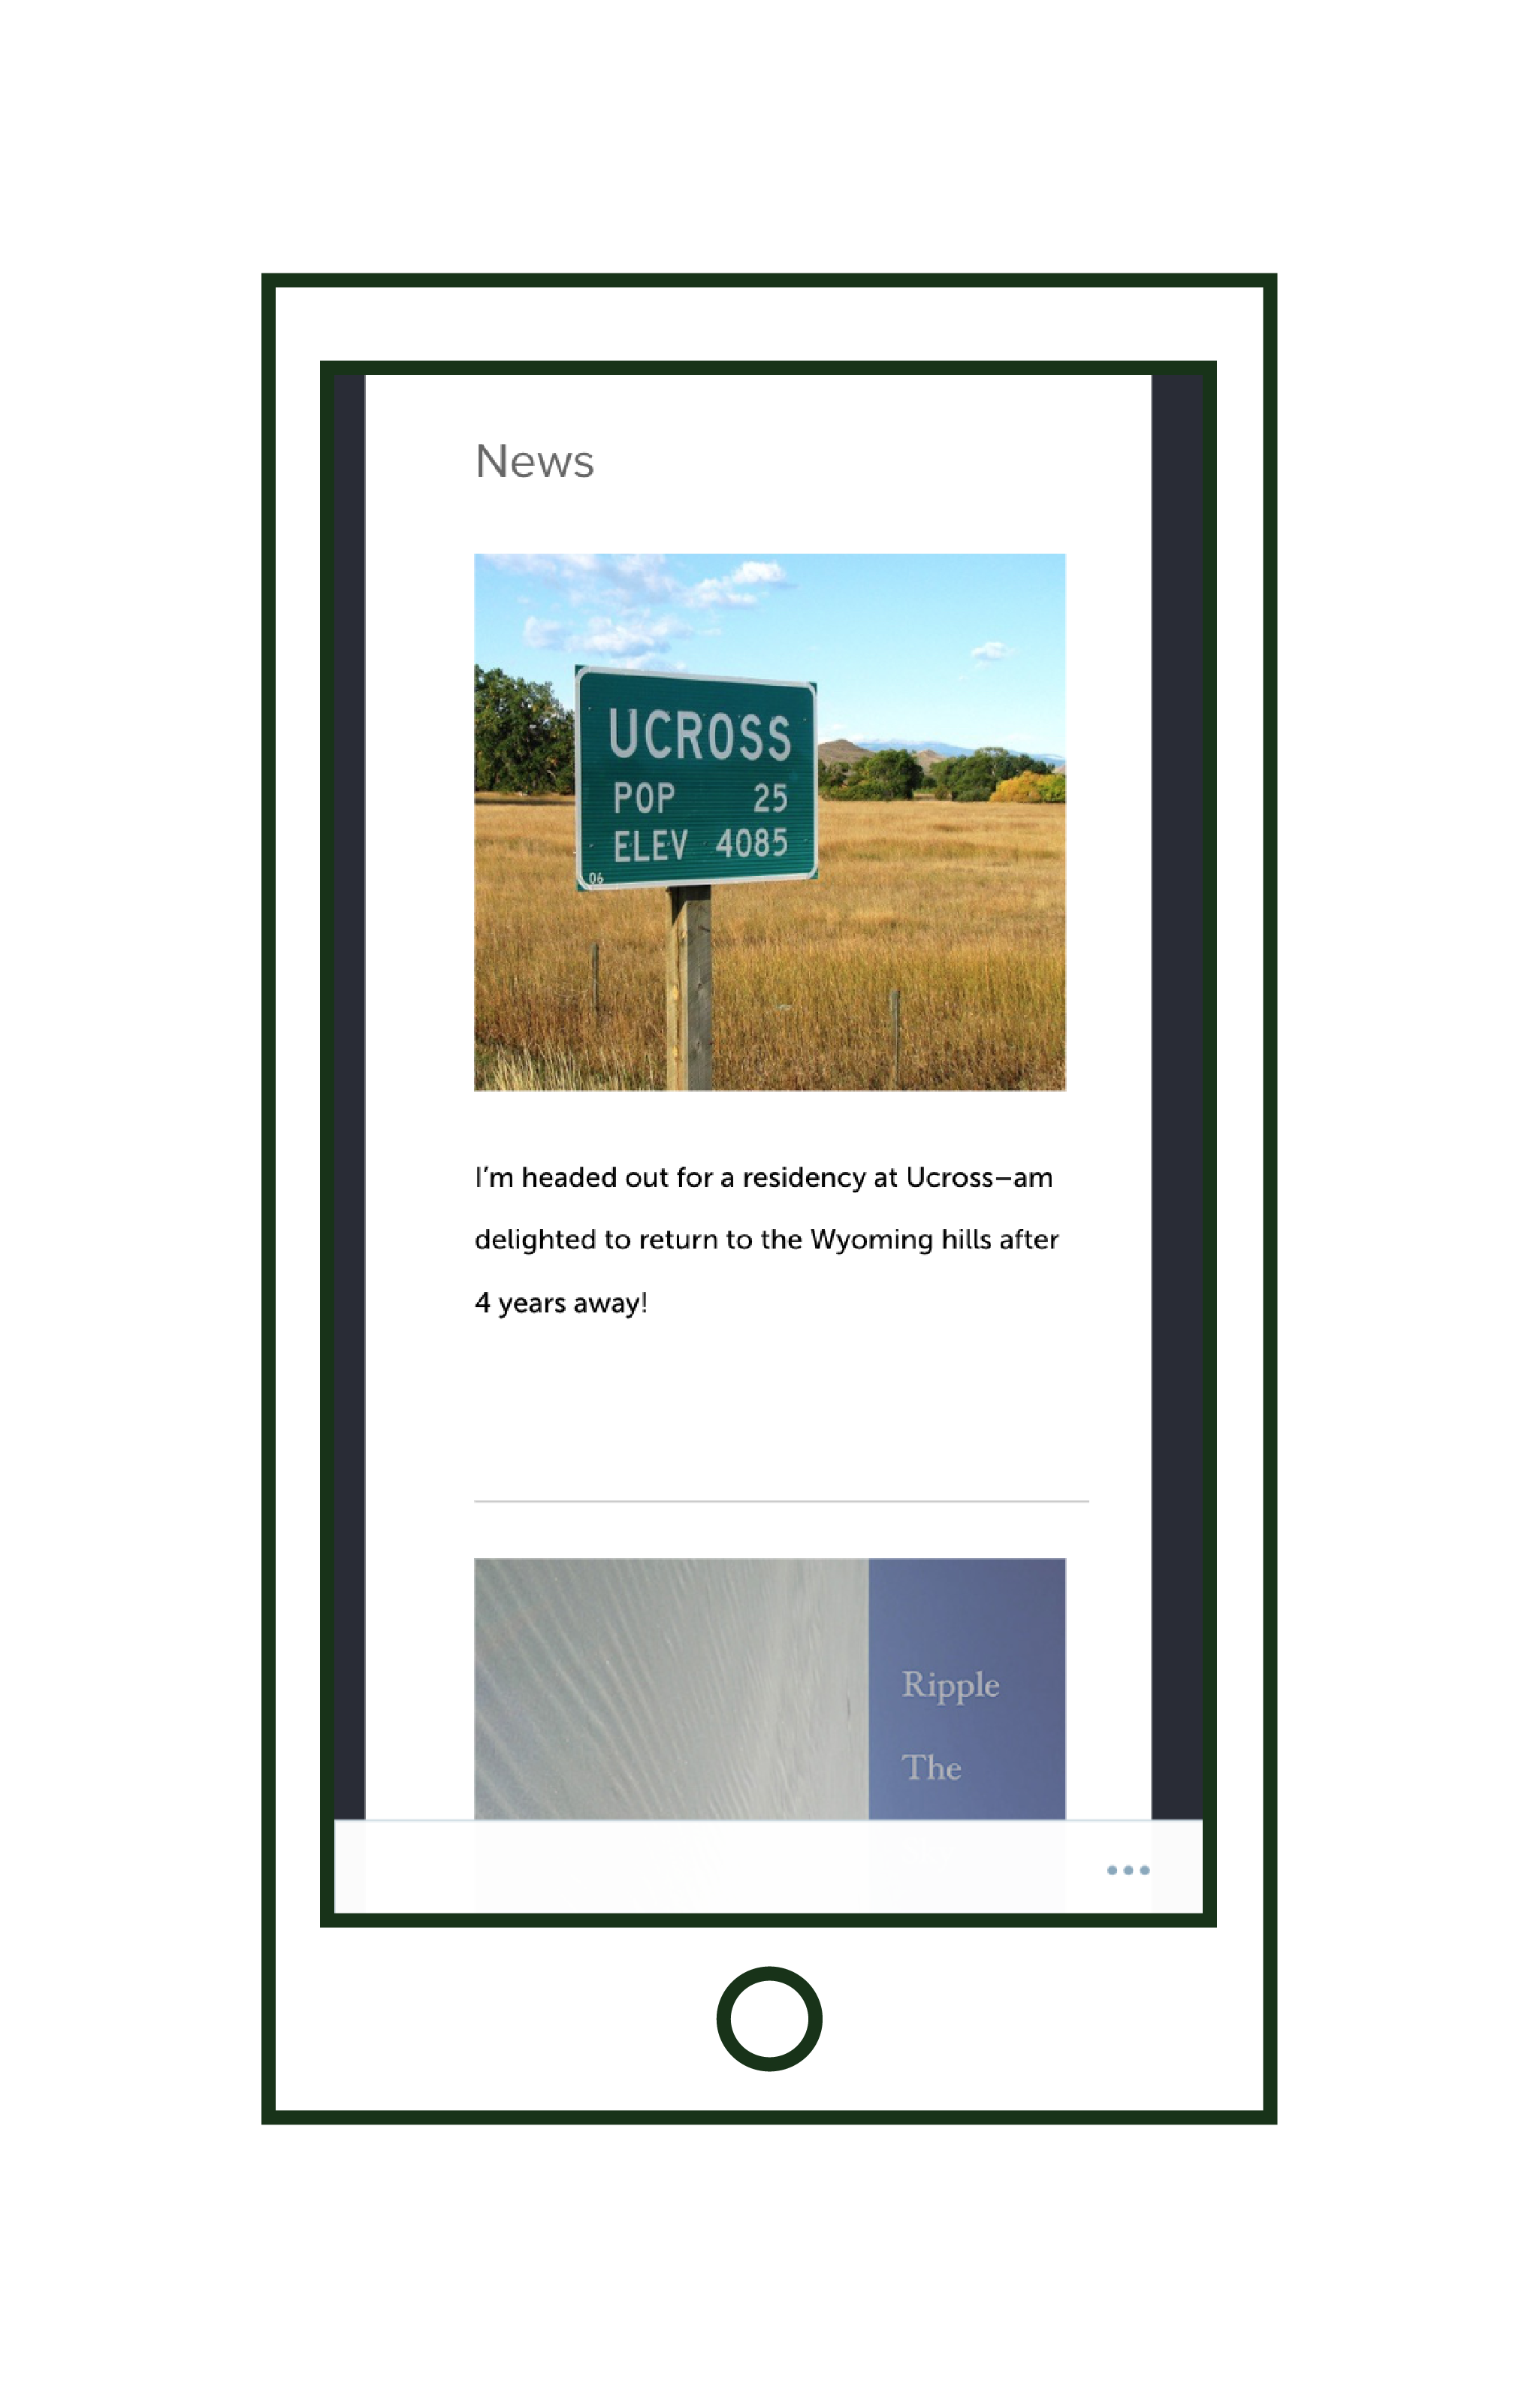 News
UCROSS
POP 25
ELEV 4085
06
I'm headed out for a residency at Ucross–am
delighted to return to the Wyoming hills after
4 years away!
Ripple
The